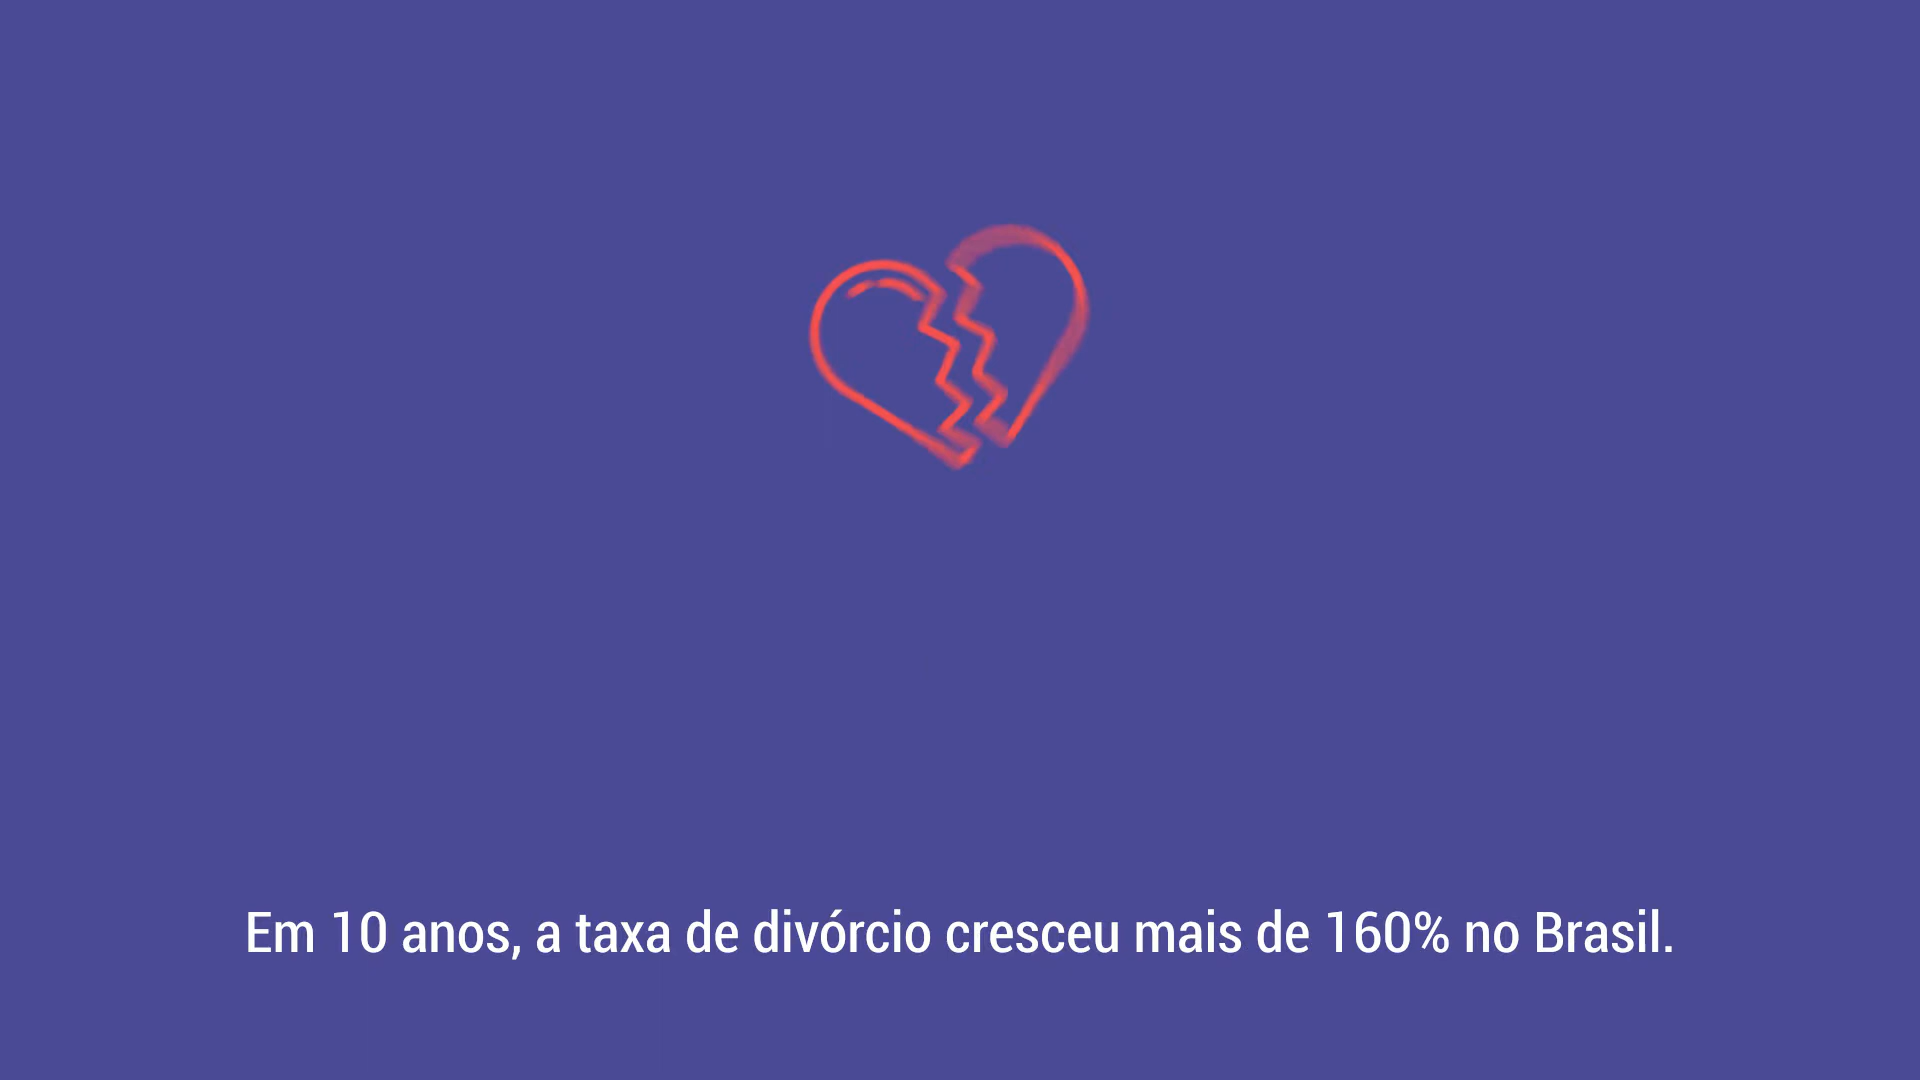 Em 10 anos, a taxa de divórcio cresceu mais de 160% no Brasil.